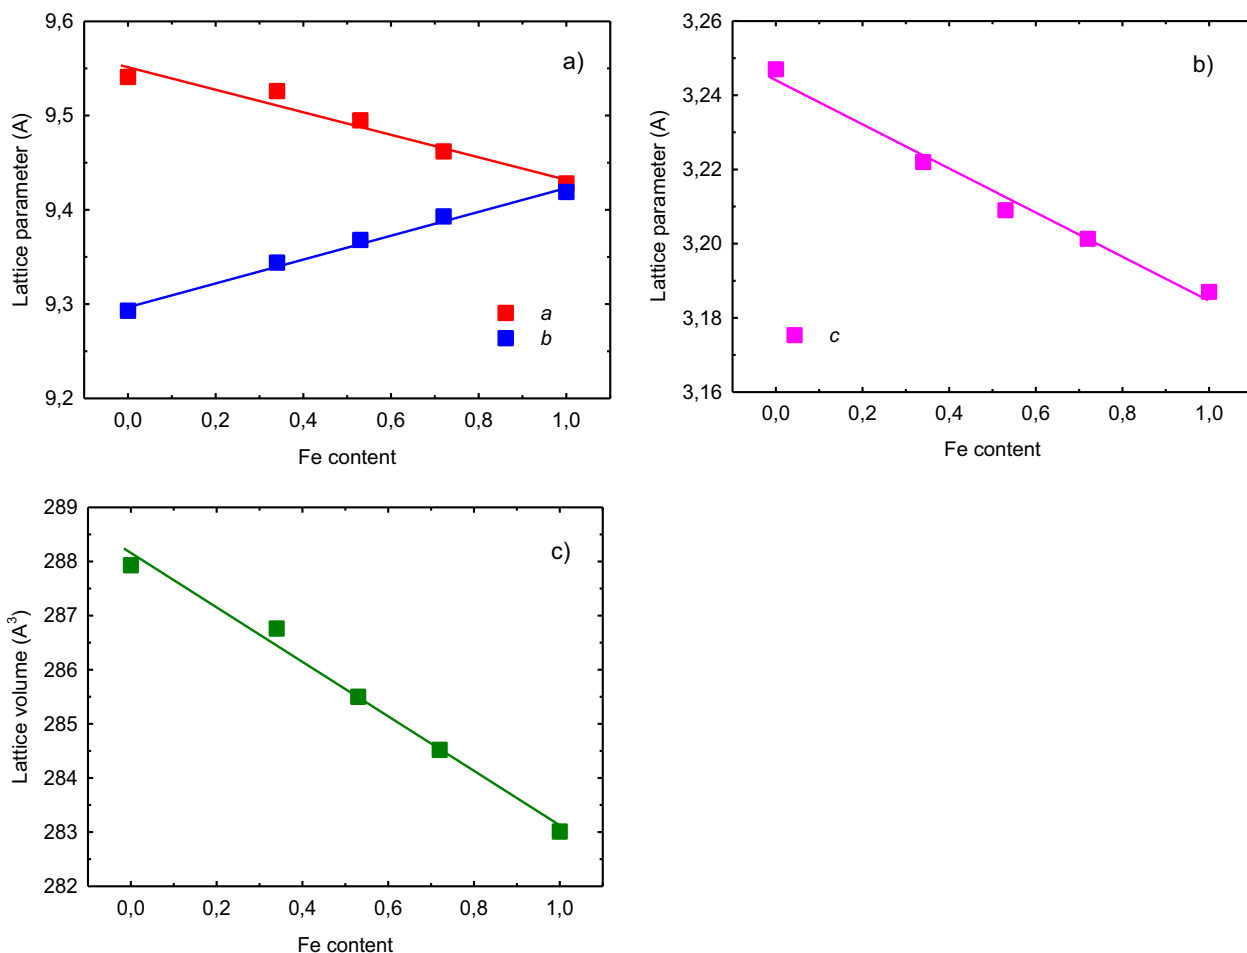 a)
9,6
9,5
9,4
9,3
9,2
Lattice parameter (A)
a
b
0,0 0,2 0,4 0,6 0,8 1,0
Fe content
b)
3,26
3,24
3,22
3,20
3,18
3,16
Lattice parameter (A)
c
0,0 0,2 0,4 0,6 0,8 1,0
Fe content
c)
289
288
287
286
285
284
283
282
Lattice volume (A³)
0,0 0,2 0,4 0,6 0,8 1,0
Fe content